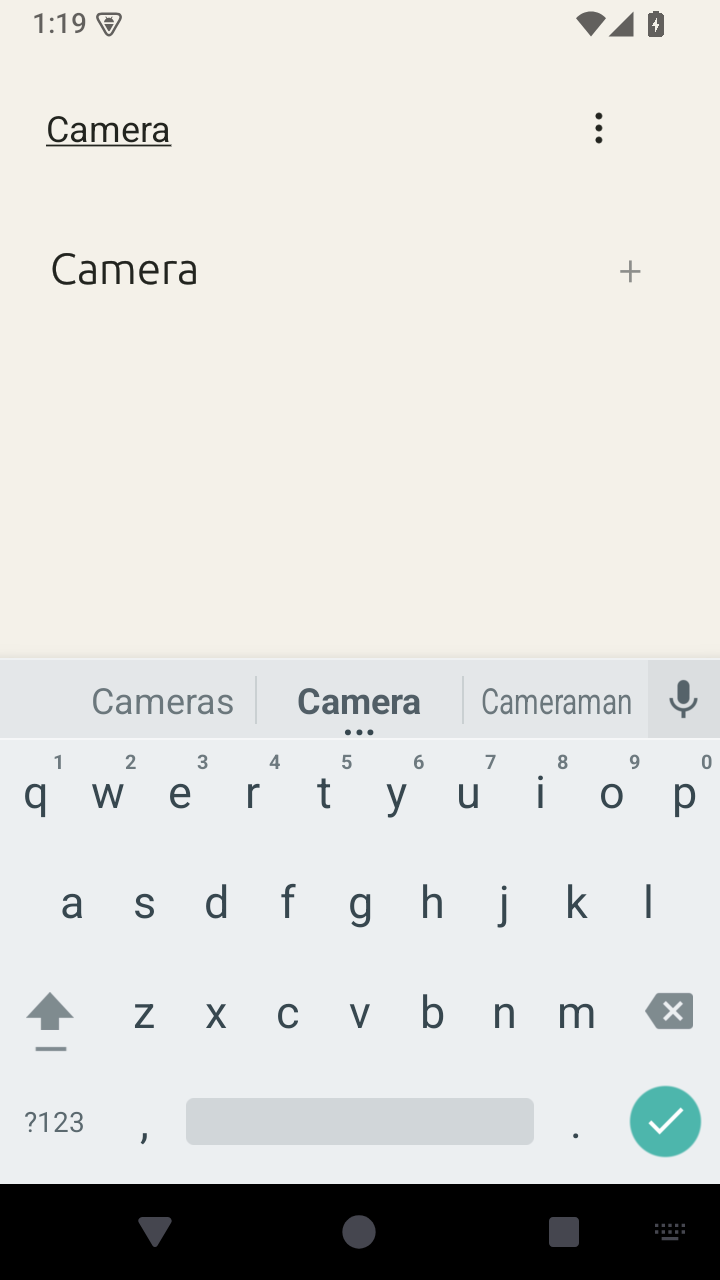 1:19
Camera
Camera +
Cameras Camera Cameraman
1 2 3 4 5 6 7 8 9 0
q w e r t y u i o p
a s d f g h j k l
z x c v b n m
?123 , .